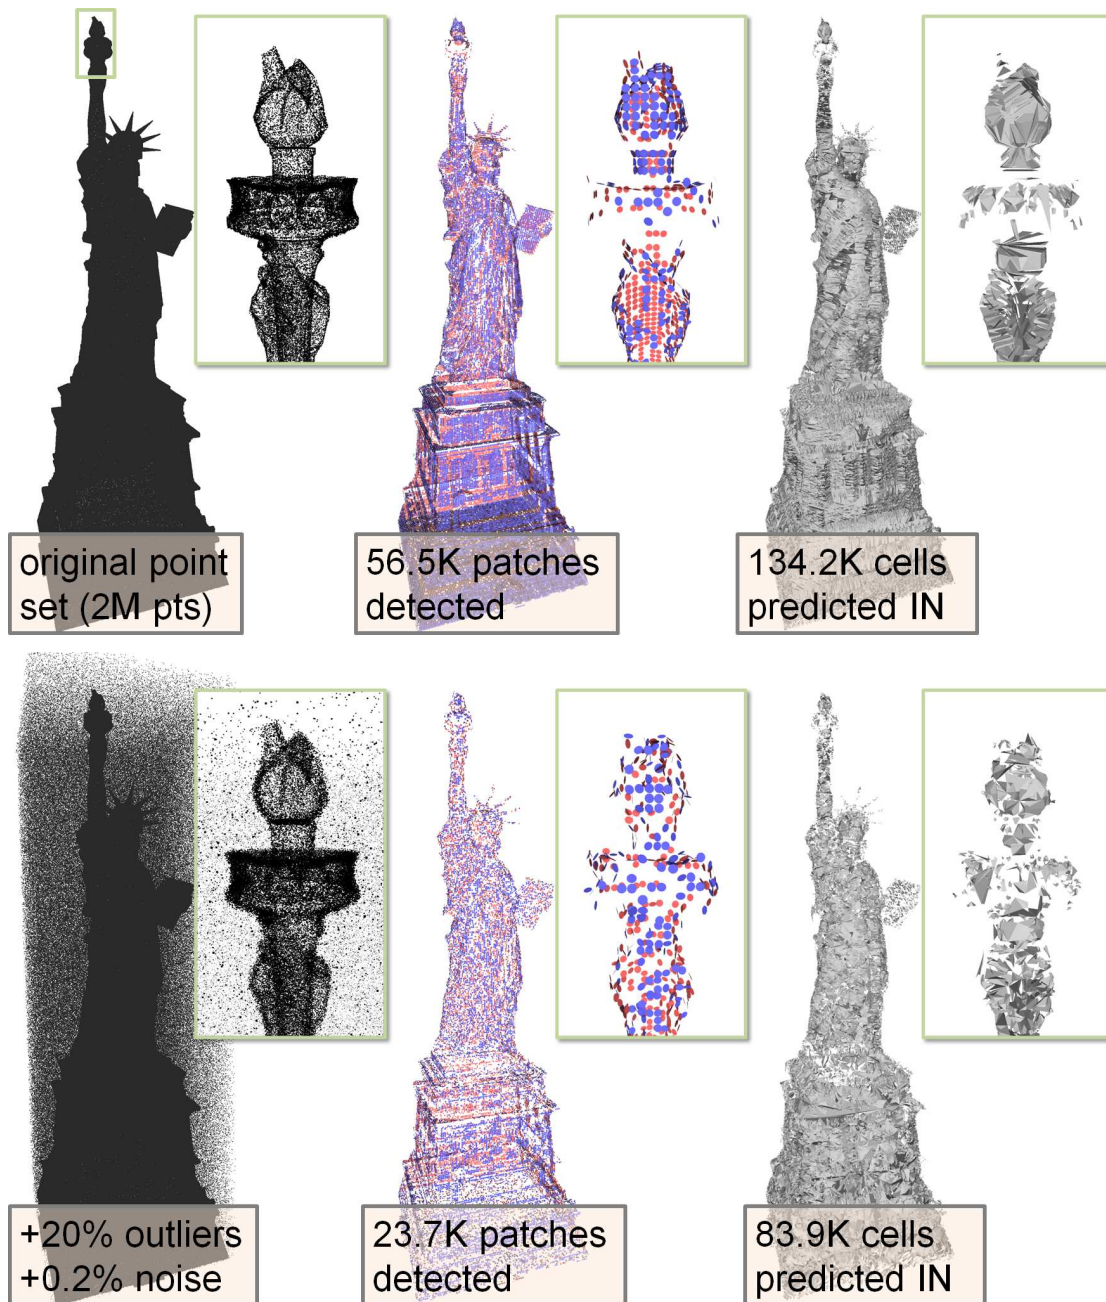 original point
set (2M pts)
56.5K patches
detected
134.2K cells
predicted IN
+20% outliers
+0.2% noise
23.7K patches
detected
83.9K cells
predicted IN